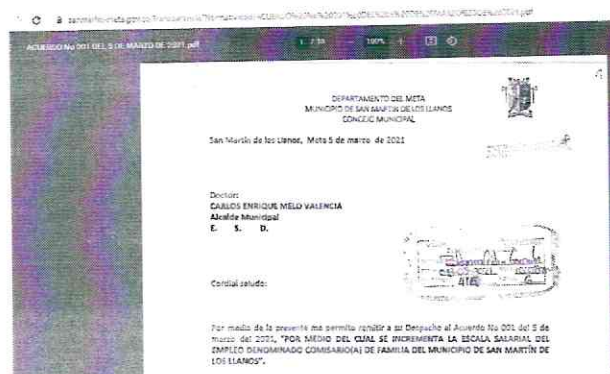 ACUERDO No 001 DEL 5 DE MARZO DE 2021.pdf
100%
DEPARTAMENTO DEL META
MUNICIPIO DE SAN MARTÍN DE LOS LLANOS
CONCEJO MUNICIPAL
San Martín de los Llanos, Meta 5 de marzo de 2021
Doctor:
CARLOS ENRIQUE MELO VALENCIA
Alcalde Municipal
E. S. D.
Cordial saludo:
Por medio de la presente me permito remitir a su Despacho el Acuerdo No 001 del 5 de
marzo del 2021, "POR MEDIO DEL CUAL SE INCREMENTA LA ESCALA SALARIAL DEL
EMPLEO DENOMINADO COMISARIO(A) DE FAMILIA DEL MUNICIPIO DE SAN MARTÍN DE
LOS LLANOS".